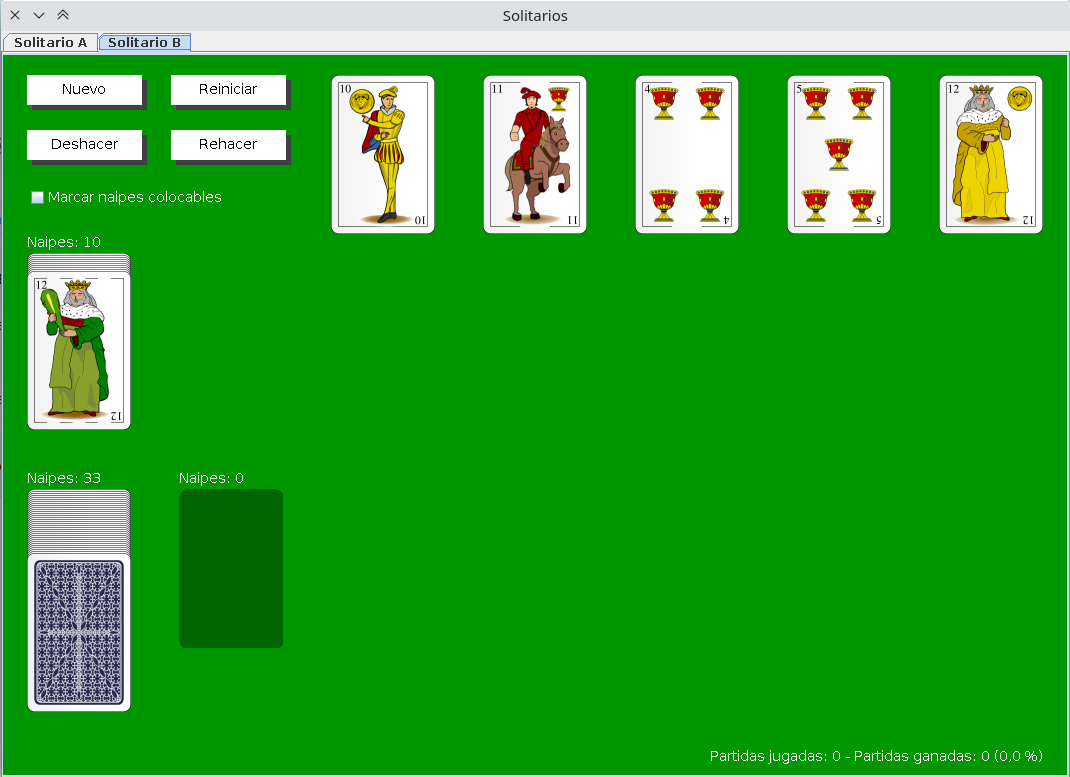 Solitarios
Solitario A Solitario B
Nuevo Reiniciar
Deshacer Rehacer
Marcar naipes colocables
10 11 4 5 12
10 11 4 5 12
Naipes: 10
12
12
Naipes: 33 Naipes: 0
Partidas jugadas: 0 - Partidas ganadas: 0 (0,0 %)